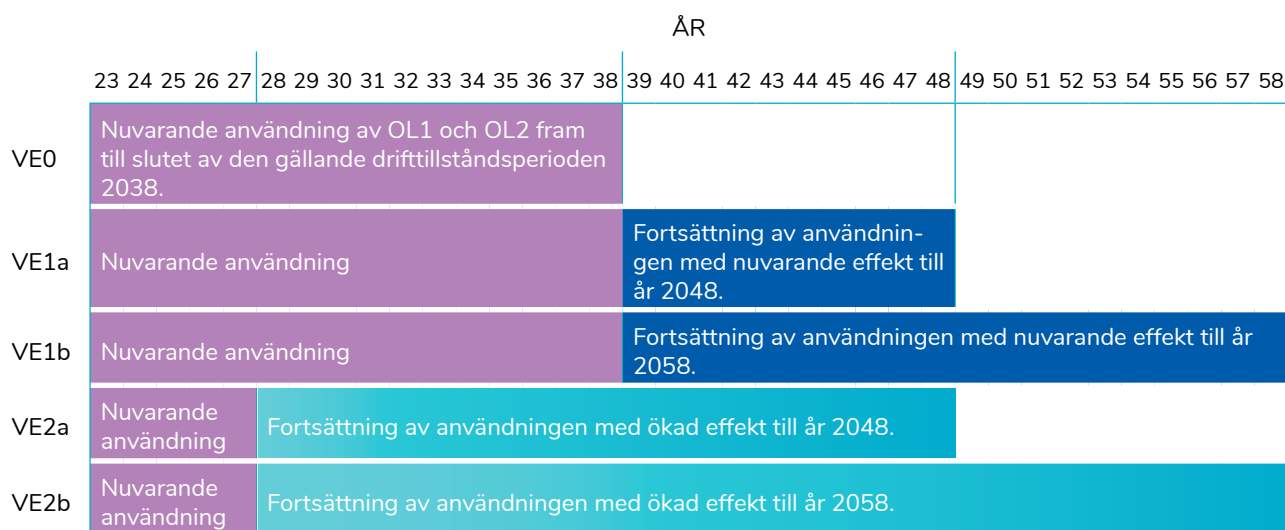 ÅR
23 24 25 26 27 28 29 30 31 32 33 34 35 36 37 38 39 40 41 42 43 44 45 46 47 48 49 50 51 52 53 54 55 56 57 58
VE0
Nuvarande användning av OL1 och OL2 fram
till slutet av den gällande drifttillståndsperioden
2038.
VE1a
Nuvarande användning
Fortsättning av användnin-
gen med nuvarande effekt till
år 2048.
VE1b
Nuvarande användning
Fortsättning av användningen med nuvarande effekt till år
2058.
VE2a
Nuvarande
användning
Fortsättning av användningen med ökad effekt till år 2048.
VE2b
Nuvarande
användning
Fortsättning av användningen med ökad effekt till år 2058.